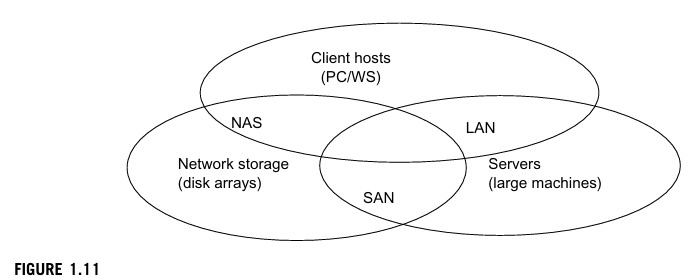 Client hosts
(PC/WS)
NAS
LAN
Network storage
(disk arrays)
Servers
(large machines)
SAN
FIGURE 1.11